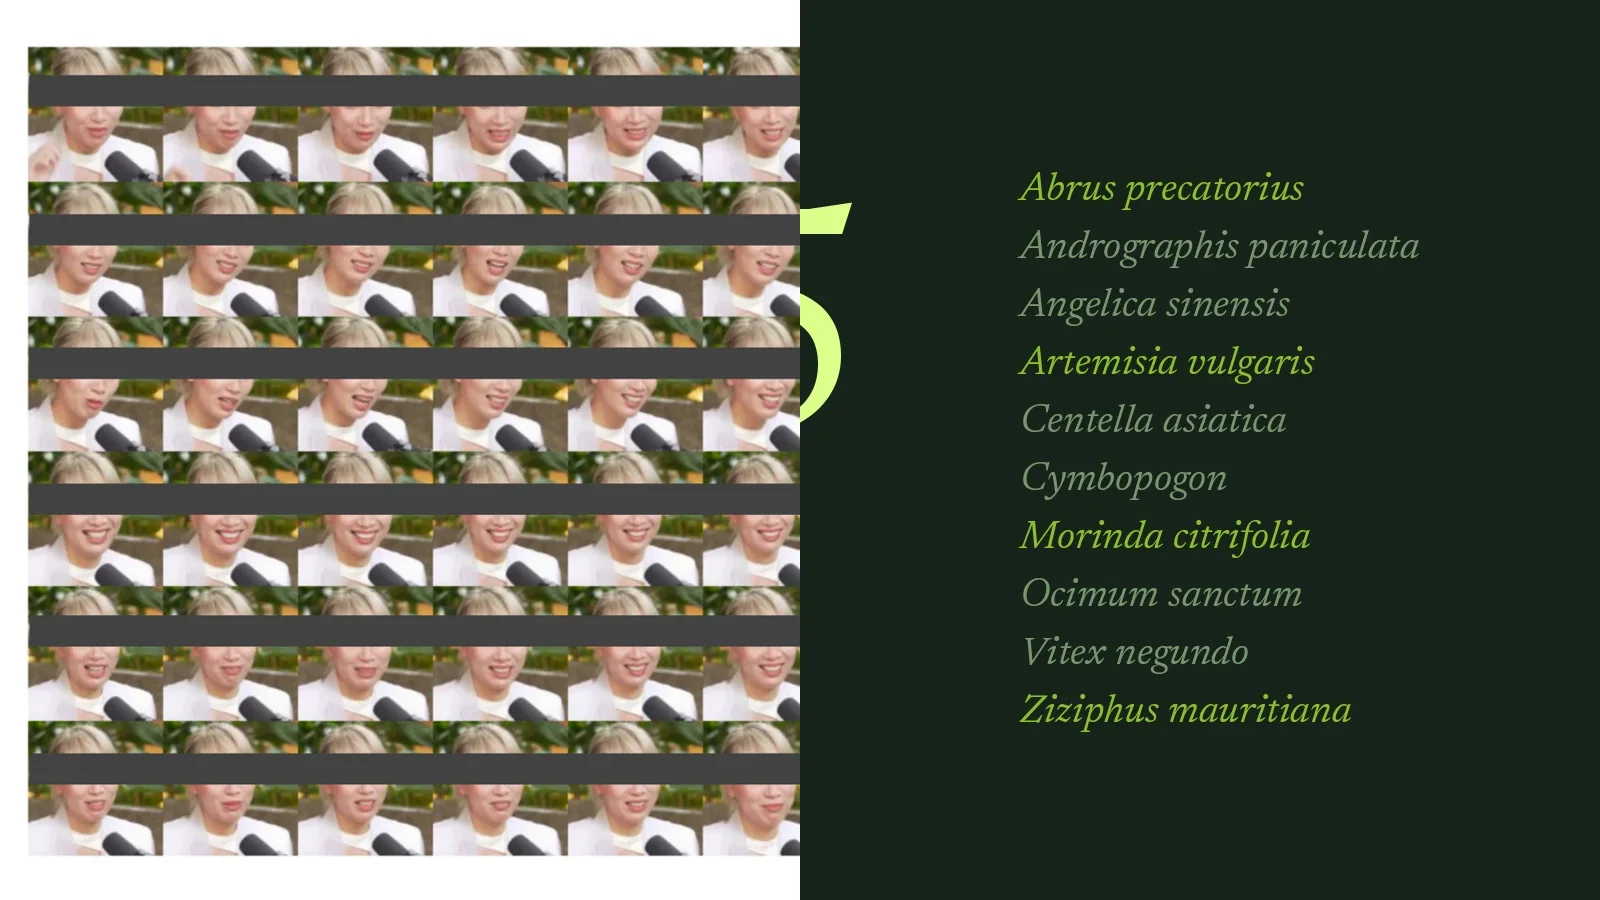 5
Abrus precatorius
Andrographis paniculata
Angelica sinensis
Artemisia vulgaris
Centella asiatica
Cymbopogon
Morinda citrifolia
Ocimum sanctum
Vitex negundo
Ziziphus mauritiana